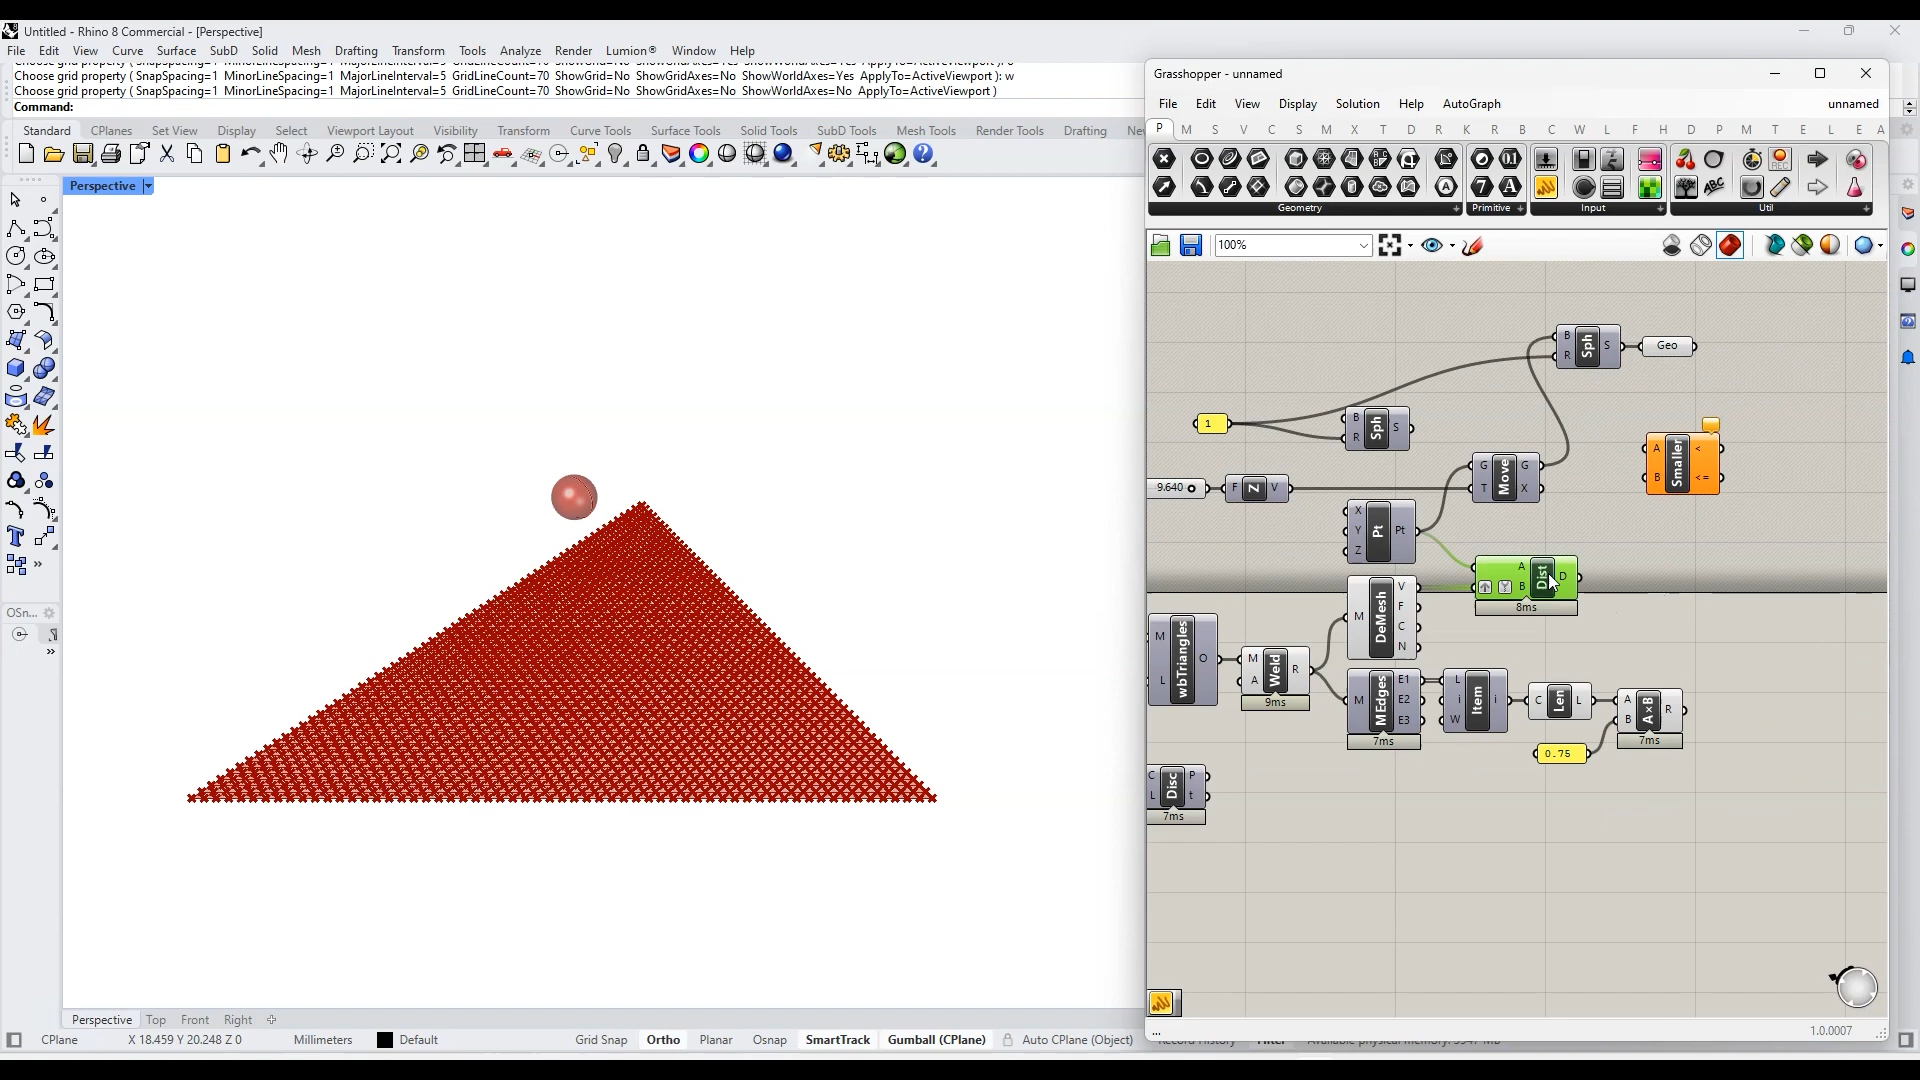 Untitled - Rhino 8 Commercial - [Perspective]
File Edit View Curve Surface SubD Solid Mesh Drafting Transform Tools Analyze Render Lumion® Window Help
Choose grid property ( SnapSpacing=1 MinorLineSpacing=1 MajorLineInterval=5 GridLineCount=70 ShowGrid=No ShowGridAxes=No ShowWorldAxes=Yes ApplyTo=ActiveViewport ): w
Choose grid property ( SnapSpacing=1 MinorLineSpacing=1 MajorLineInterval=5 GridLineCount=70 ShowGrid=No ShowGridAxes=No ShowWorldAxes=No ApplyTo=ActiveViewport )
Command:
Standard CPlanes Set View Display Select Viewport Layout Visibility Transform Curve Tools Surface Tools Solid Tools SubD Tools Mesh Tools Render Tools Drafting
Perspective
OSn...
Grasshopper - unnamed
File Edit View Display Solution Help AutoGraph unnamed
P M S V C S M X T D R K R B C W L F H D P M T E L E A
Geometry Primitive Input Util
100%
B R Sph S Geo
1
B R Sph S
A B Smaller < <=
9.640
F Z V
G T Move G X
X Y Z Pt Pt
A B Dist D
8ms
M DeMesh V F C N
M L wbTriangles O
M A Weld R
9ms
M MEdges E1 E2 E3
7ms
L i W Item i
C Len L
A B A×B R
7ms
0.75
C L Disc P t
7ms
... 1.0.0007
Perspective Top Front Right
CPlane X 18.459 Y 20.248 Z 0 Millimeters Default Grid Snap Ortho Planar Osnap SmartTrack Gumball (CPlane) Auto CPlane (Object)